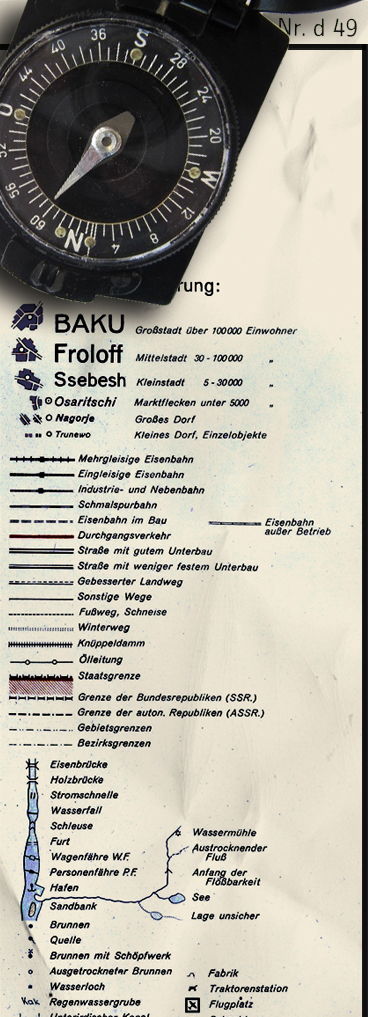 Nr. d 49
S
28
24
20
W
12
8
4
N
60
56
52
O
44
40
36
rung:
BAKU Großstadt über 100000 Einwohner
Froloff Mittelstadt 30-100000 „
Ssebesh Kleinstadt 5-30000 „
Osaritschi Marktflecken unter 5000 „
Nagorje Großes Dorf
Trunewo Kleines Dorf, Einzelobjekte
Mehrgleisige Eisenbahn
Eingleisige Eisenbahn
Industrie- und Nebenbahn
Schmalspurbahn
Eisenbahn im Bau
Eisenbahn
außer Betrieb
Durchgangsverkehr
Straße mit gutem Unterbau
Straße mit weniger festem Unterbau
Gebesserter Landweg
Sonstige Wege
Fußweg, Schneise
Winterweg
Knüppeldamm
Ölleitung
Staatsgrenze
Grenze der Bundesrepubliken (SSR.)
Grenze der auton. Republiken (ASSR.)
Gebietsgrenzen
Bezirksgrenzen
Eisenbrücke
Holzbrücke
Stromschnelle
Wasserfall
Schleuse
Furt
Wagenfähre W.F.
Personenfähre P.F.
Hafen
Sandbank
Wassermühle
Austrocknender
Fluß
Anfang der
Flößbarkeit
See
Lage unsicher
Brunnen
Quelle
Brunnen mit Schöpfwerk
Ausgetrockneter Brunnen
Wasserloch
Kak Regenwassergrube
Fabrik
Traktorenstation
Flugplatz